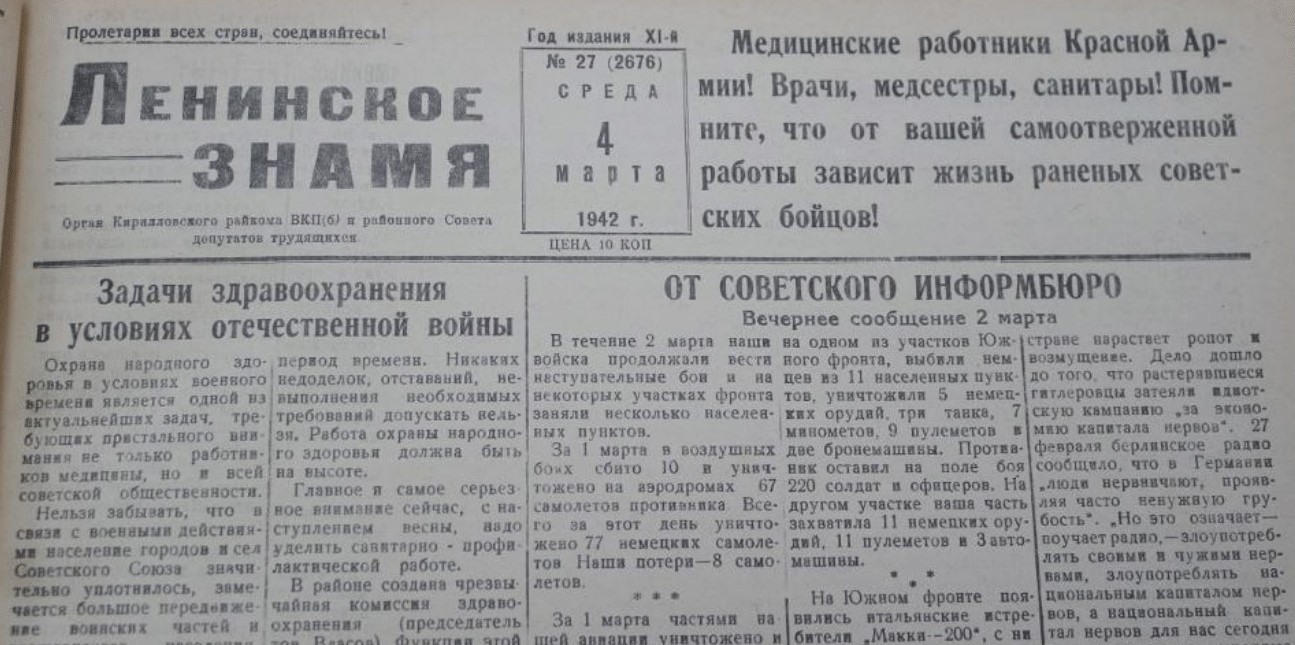 Пролетарии всех стран, соединяйтесь!
ЛЕНИНСКОЕ
ЗНАМЯ
Орган Кирилловского райкома ВКП(б) и районного Совета
депутатов трудящихся
Год издания XI-й
№ 27 (2676)
СРЕДА
4
марта
1942 г.
ЦЕНА 10 КОП
Медицинские работники Красной Ар-
мии! Врачи, медсестры, санитары! Пом-
ните, что от вашей самоотверженной
работы зависит жизнь раненых совет-
ских бойцов!
Задачи здравоохранения
в условиях отечественной войны
Охрана народного здо-
ровья в условиях военного
времени является одной из
актуальнейших задач, тре-
бующих пристального вни-
мания не только работни-
ков медицины, но и всей
советской общественности.
Нельзя забывать, что в
связи с военными действия-
ми население городов и сел
Советского Союза значи-
тельно уплотнилось, заме-
чается большое передвиже-
ние воинских частей и
период времени. Никаких
недоделок, отставаний, не-
выполнения необходимых
требований допускать нель-
зя. Работа охраны народно-
го здоровья должна быть
на высоте.
Главное и самое серьез-
ное внимание сейчас, с на-
ступлением весны, надо
уделить санитарно - профи-
лактической работе.
В районе создана чрезвы-
чайная комиссия здраво-
охранения (председатель
тов Власов) Функции этой
ОТ СОВЕТСКОГО ИНФОРМБЮРО
Вечернее сообщение 2 марта
В течение 2 марта наши
войска продолжали вести
наступательные бои и на
некоторых участках фронта
заняли несколько населен-
ных пунктов.
За 1 марта в воздушных
боях сбито 10 и унич-
тожено на аэродромах 67
самолетов противника. Все-
го за этот день уничто-
жено 77 немецких самоле-
тов Наши потери—8 само-
летов.
* * *
За 1 марта частями на-
шей авиации уничтожено и
на одном из участков Юж-
ного фронта, выбили нем-
цев из 11 населенных пунк-
тов, уничтожили 5 немец-
ких орудий, три танка, 7
минометов, 9 пулеметов и
две бронемашины. Против-
ник оставил на поле боя
220 солдат и офицеров. На
другом участке наша часть
захватила 11 немецких ору-
дий, 11 пулеметов и 3 авто-
машины.
* * *
На Южном фронте поя-
вились итальянские истре-
бители „Макки--200“, с ни
стране нарастает ропот и
возмущение. Дело дошло
до того, что растерявшиеся
гитлеровцы затеяли идиот-
скую кампанию „за эконо-
мию капитала нервов“. 27
февраля берлинское радио
сообщило, что в Германии
„люди нервничают, прояв-
ляя часто ненужную гру-
бость“. „Но это означает—
поучает радио,—злоупотреб-
лять своими и чужими нер-
вами, злоупотреблять на-
циональным капиталом нер-
вов, а национальный капи-
тал нервов для нас сегодня